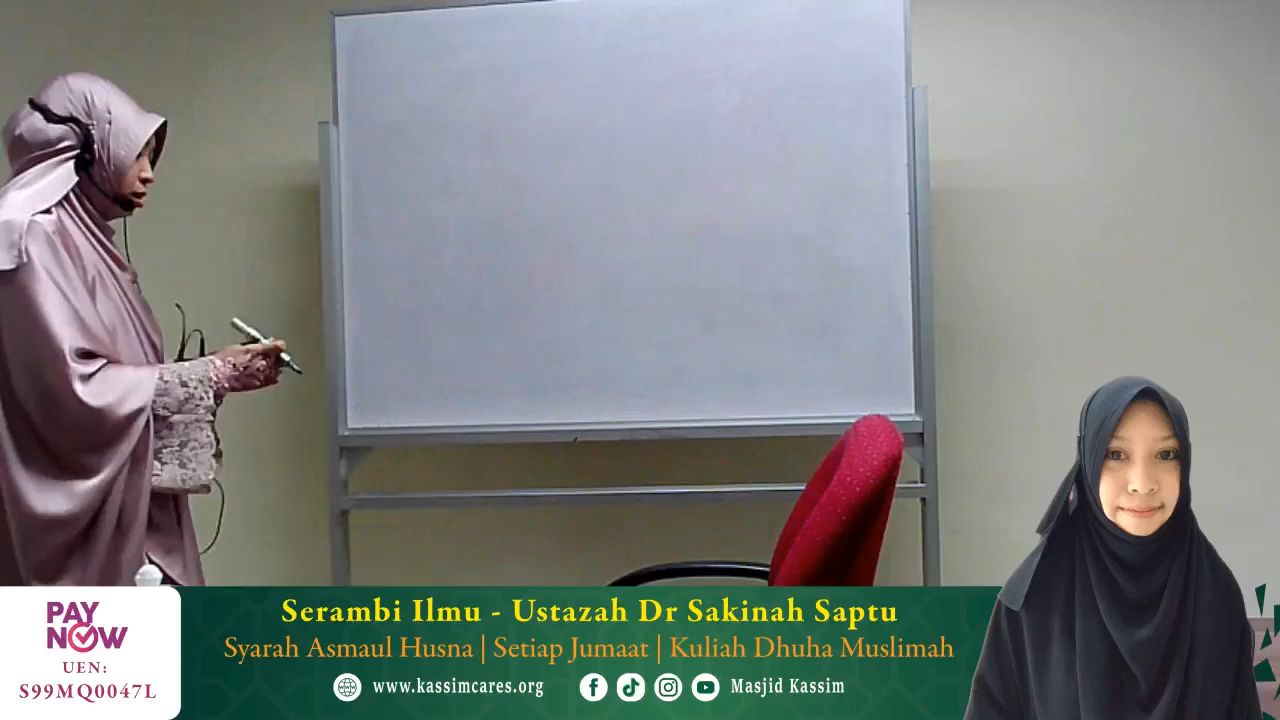 PAY
NOW
UEN:
S99MQ0047L
Serambi Ilmu - Ustazah Dr Sakinah Saptu
Syarah Asmaul Husna | Setiap Jumaat | Kuliah Dhuha Muslimah
www.kassimcares.org
Masjid Kassim